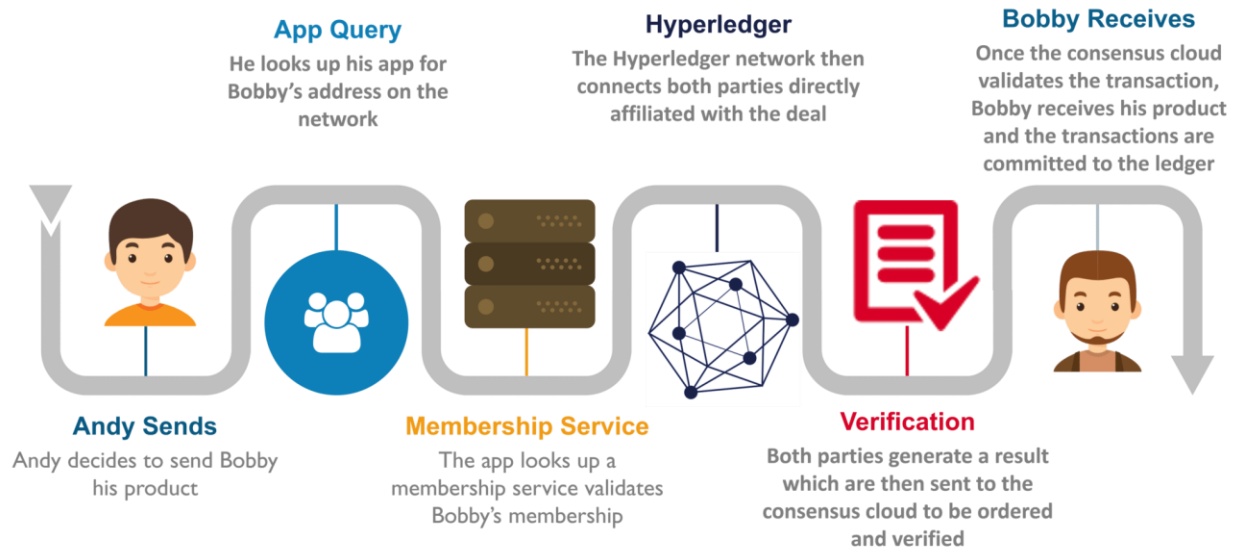 App Query
He looks up his app for
Bobby's address on the
network
Hyperledger
The Hyperledger network then
connects both parties directly
affiliated with the deal
Bobby Receives
Once the consensus cloud
validates the transaction,
Bobby receives his product
and the transactions are
committed to the ledger
Andy Sends
Andy decides to send Bobby
his product
Membership Service
The app looks up a
membership service validates
Bobby's membership
Verification
Both parties generate a result
which are then sent to the
consensus cloud to be ordered
and verified